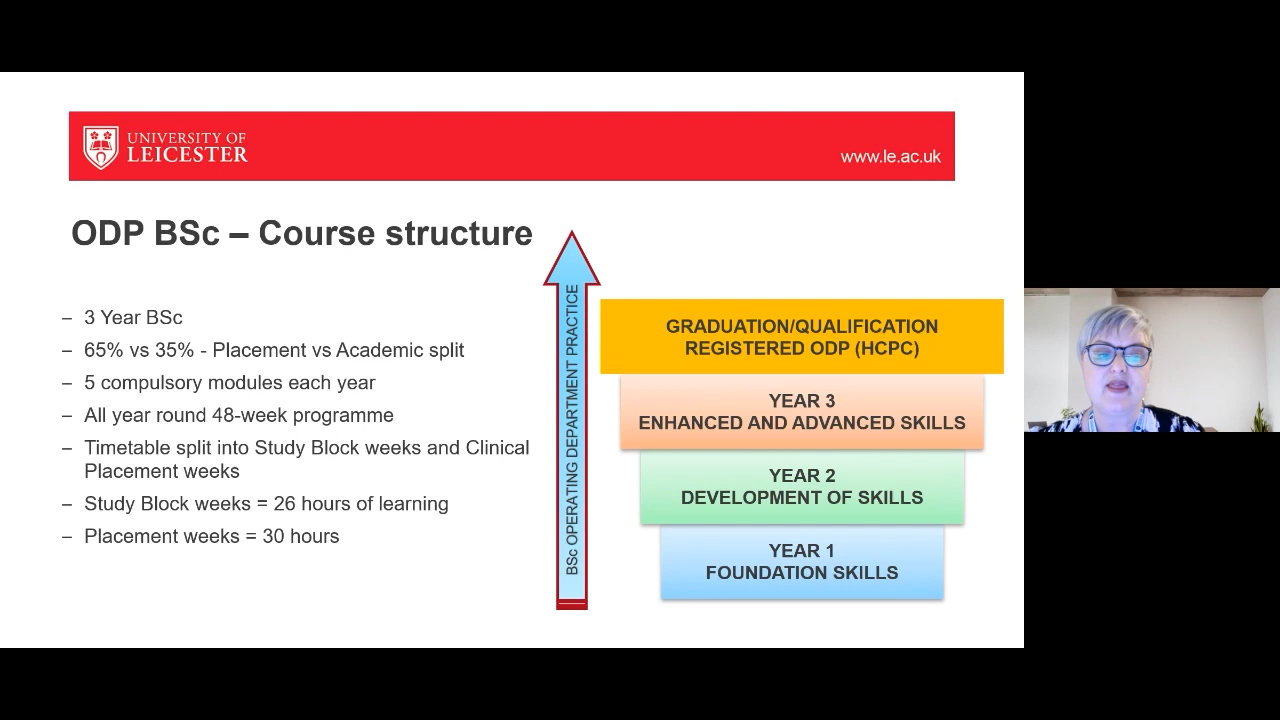 UNIVERSITY OF
LEICESTER
www.le.ac.uk
ODP BSc – Course structure
– 3 Year BSc
– 65% vs 35% - Placement vs Academic split
– 5 compulsory modules each year
– All year round 48-week programme
– Timetable split into Study Block weeks and Clinical
Placement weeks
– Study Block weeks = 26 hours of learning
– Placement weeks = 30 hours
BSc OPERATING DEPARTMENT PRACTICE
GRADUATION/QUALIFICATION
REGISTERED ODP (HCPC)
YEAR 3
ENHANCED AND ADVANCED SKILLS
YEAR 2
DEVELOPMENT OF SKILLS
YEAR 1
FOUNDATION SKILLS